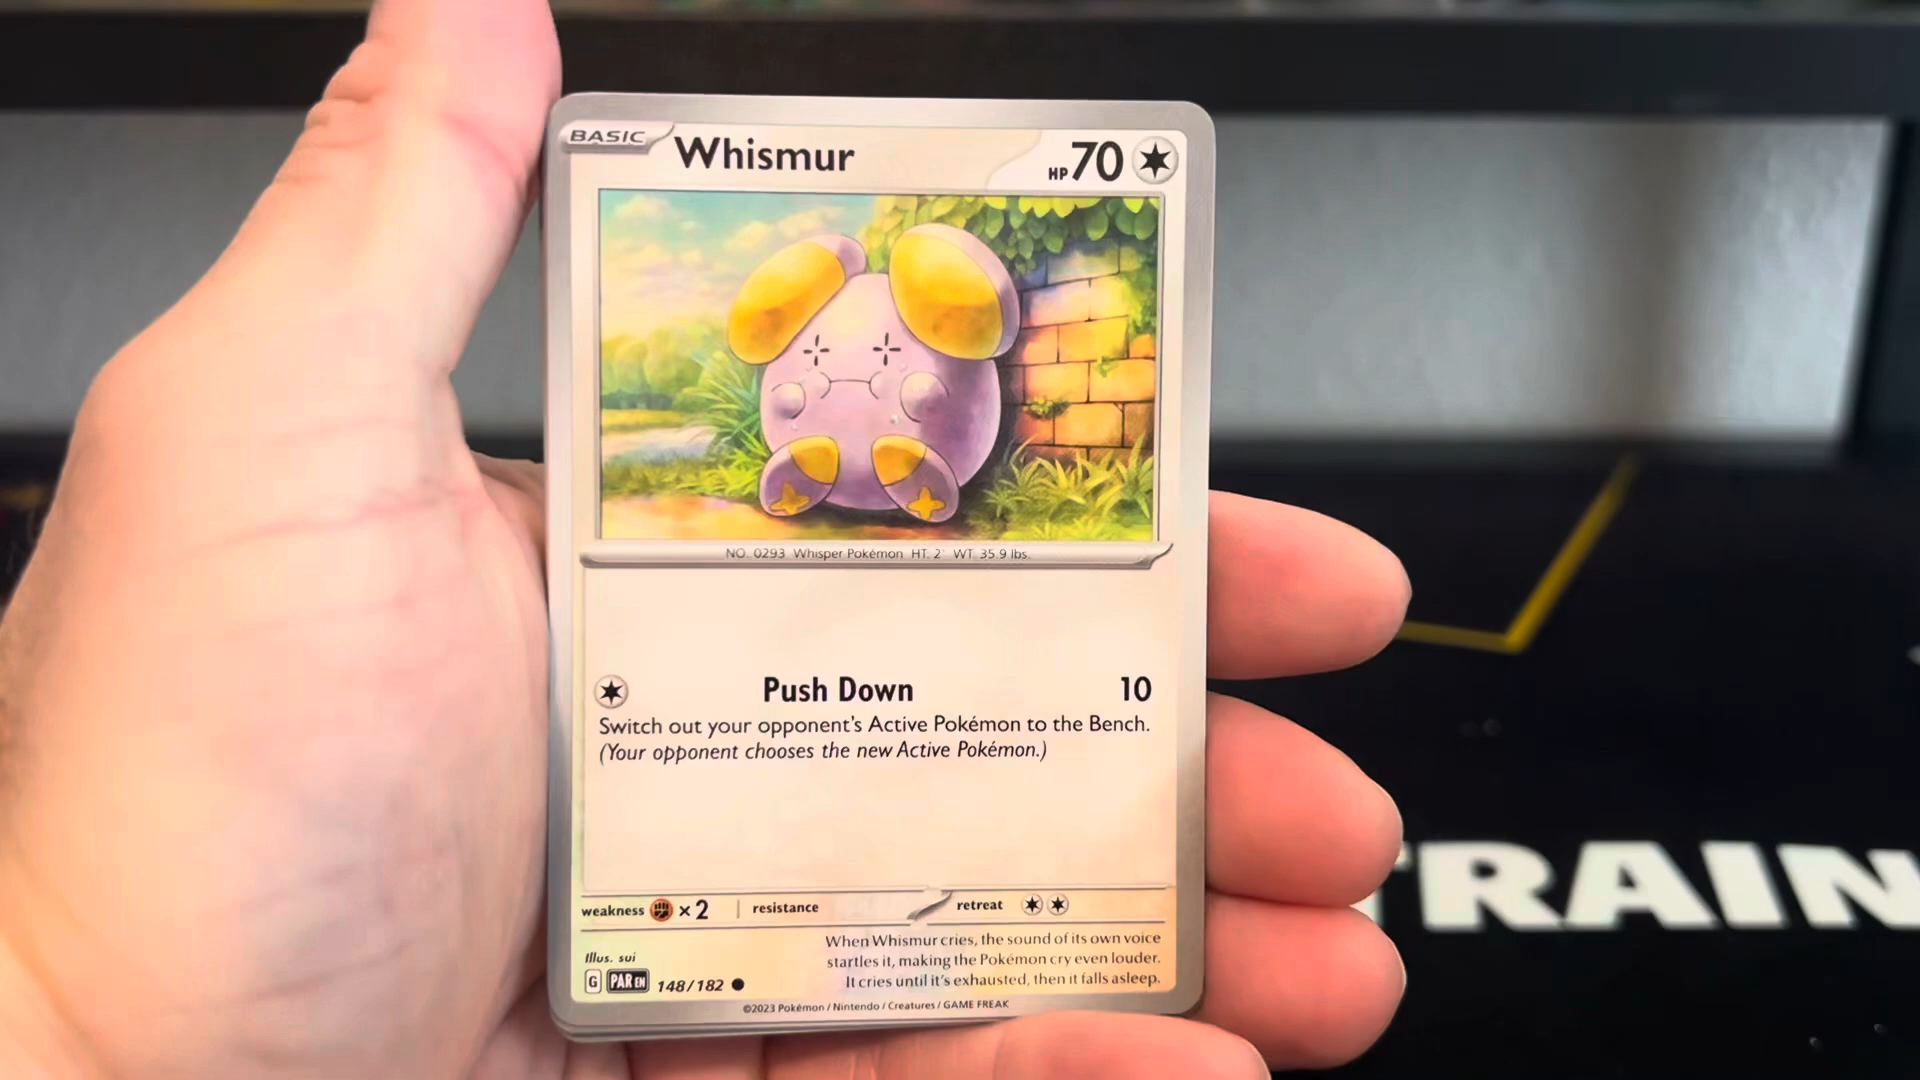 BASIC
Whismur
HP 70
NO. 0293 Whisper Pokémon HT. 2' WT. 35.9 lbs.
Push Down 10
Switch out your opponent's Active Pokémon to the Bench.
(Your opponent chooses the new Active Pokémon.)
weakness ×2 resistance retreat
When Whismur cries, the sound of its own voice
startles it, making the Pokémon cry even louder.
It cries until it's exhausted, then it falls asleep.
Illus. sui
G PAR EN 148/182
©2023 Pokémon / Nintendo / Creatures / GAME FREAK
TRAIN